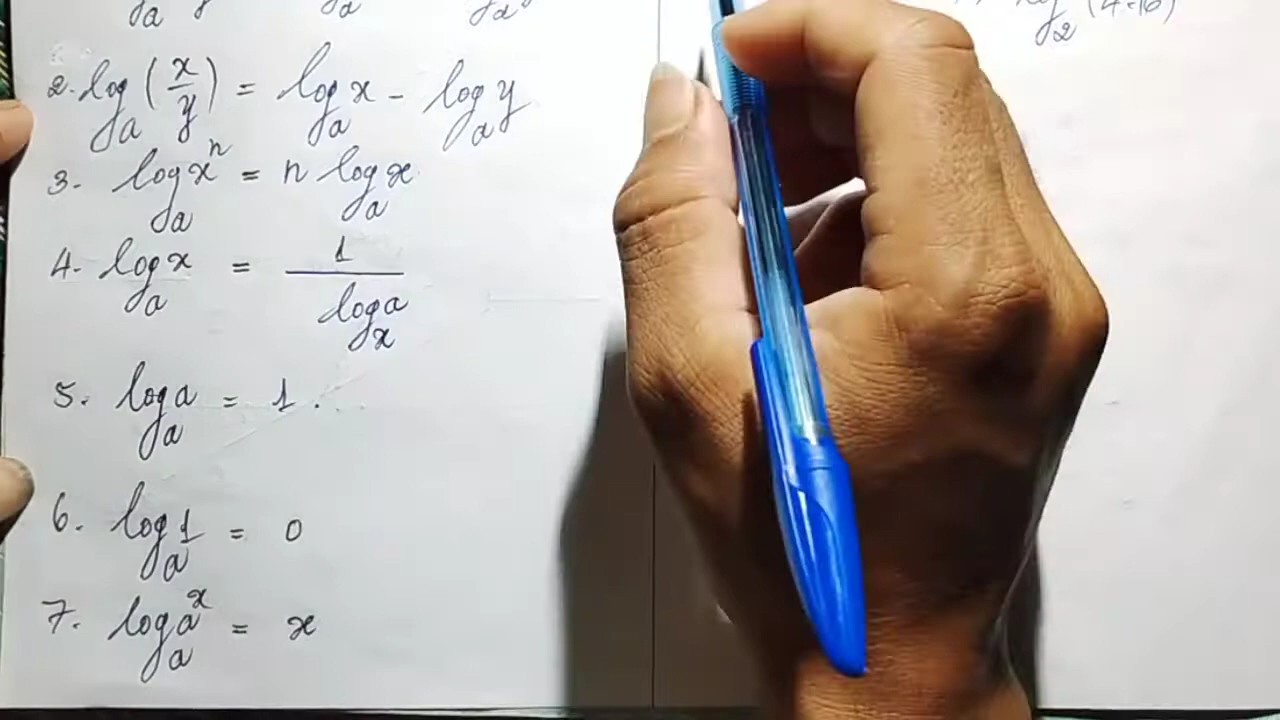 2. log_a (x/y) = log_a x - log_a y
3. log_a x^n = n log_a x
4. log_a x = 1 / log_x a
5. log_a a = 1 . . .
6. log_a 1 = 0
7. log_a a^x = x